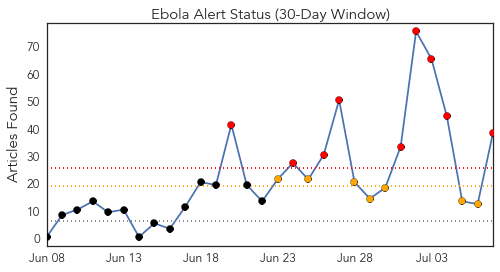 Ebola Alert Status (30-Day Window)
Articles Found
70
60
50
40
30
20
10
0
Jun 08 Jun 13 Jun 18 Jun 23 Jun 28 Jul 03